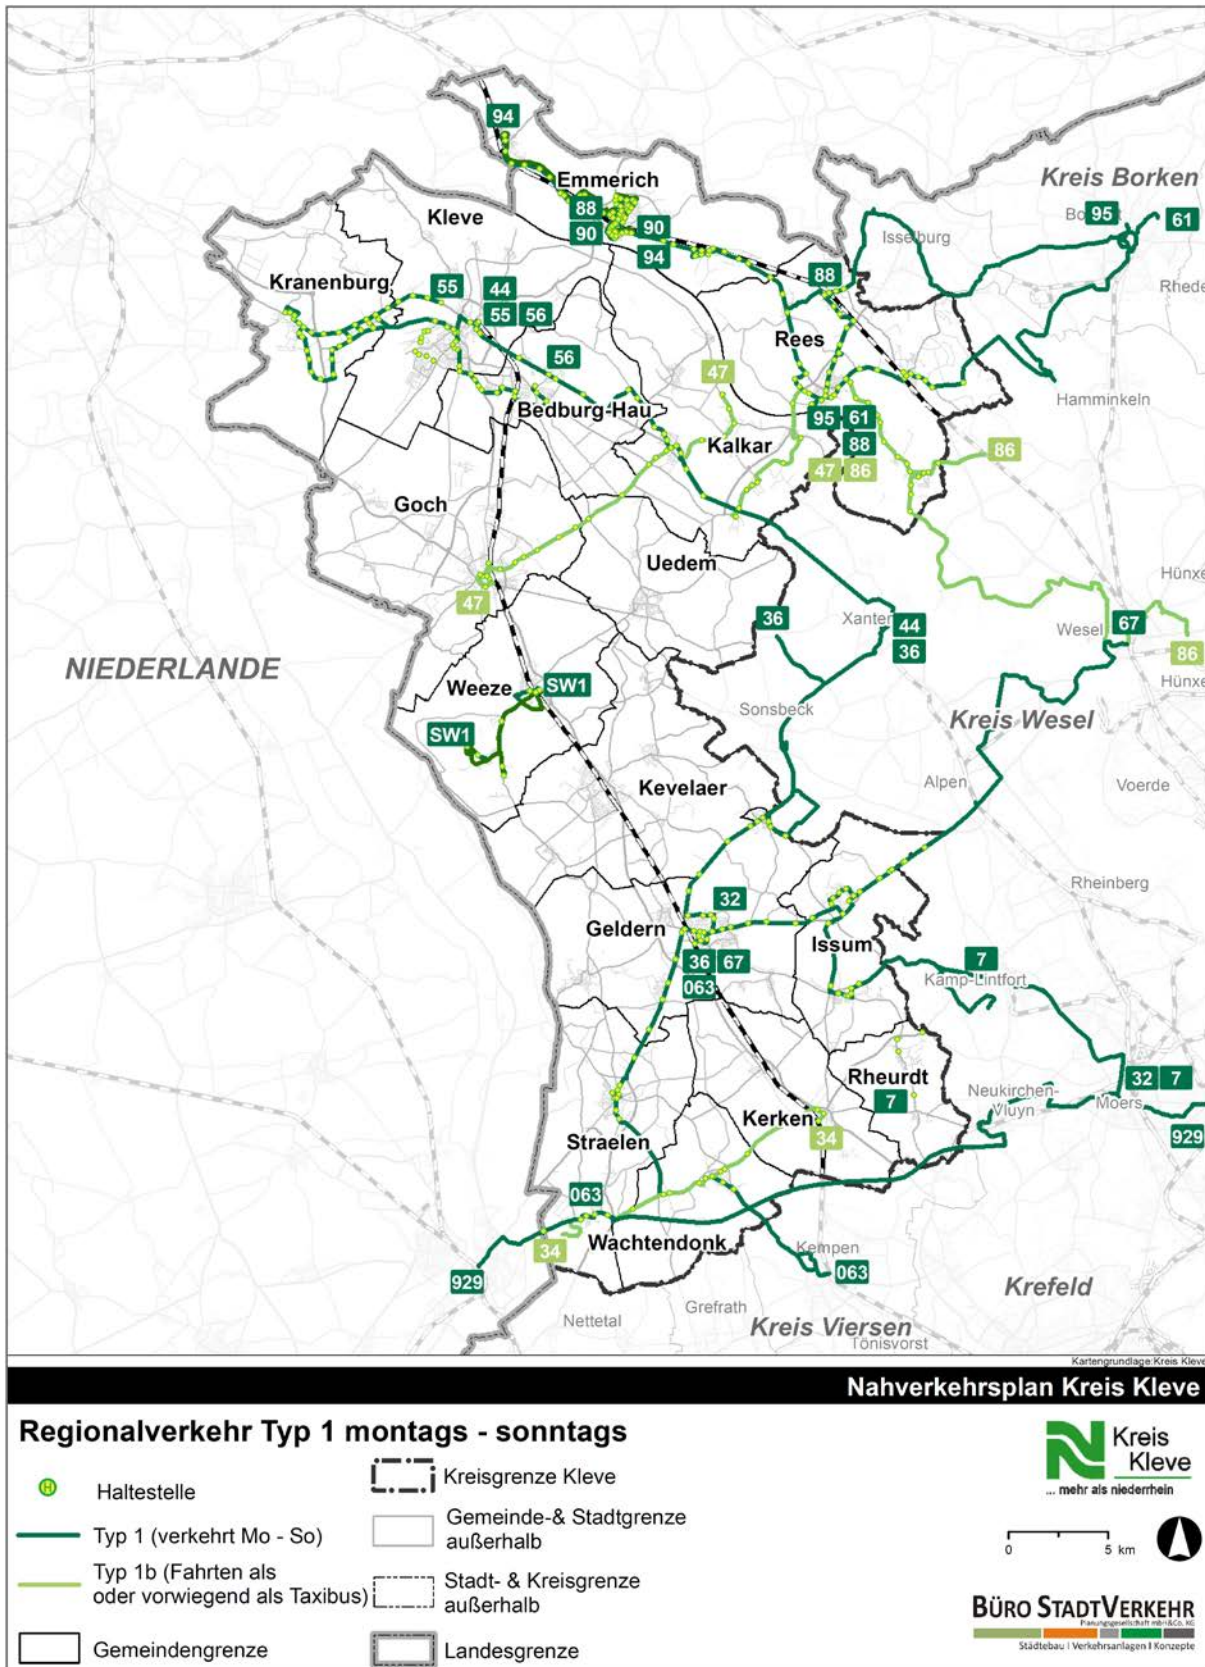 94
Emmerich
Kreis Borken
88
95
Bo
61
Kleve
90
90
Isselburg
94
Kranenburg
88
Rhede
55
44
55 56
Rees
56
47
Hamminkeln
Bedburg-Hau
95 61
Kalkar
88
86
47 86
Goch
Uedem
Hünxe
47
36
Xanten
44
Wesel
67
36
86
NIEDERLANDE
SW1
Hünxe
Weeze
Sonsbeck
Kreis Wesel
SW1
Kevelaer
Alpen
Voerde
Rheinberg
32
Geldern
Issum
36 67
7
063
Kamp-Lintfort
Rheurdt
32 7
7
Neukirchen-
Vluyn
Moers
Kerken
34
Straelen
929
063
Wachtendonk
34
Kempen
929
063
Krefeld
Grefrath
Nettetal
Kreis Viersen
Tönisvorst
Kartengrundlage:Kreis Kleve
Nahverkehrsplan Kreis Kleve
Regionalverkehr Typ 1 montags - sonntags
H
Haltestelle
Typ 1 (verkehrt Mo - So)
Typ 1b (Fahrten als
oder vorwiegend als Taxibus)
Gemeindengrenze
Kreisgrenze Kleve
Gemeinde-& Stadtgrenze
außerhalb
Stadt- & Kreisgrenze
außerhalb
Landesgrenze
Kreis
Kleve
... mehr als niederrhein
0 5 km
BÜRO STADTVERKEHR
Planungsgesellschaft mbH&Co. KG
Städtebau I Verkehrsanlagen I Konzepte